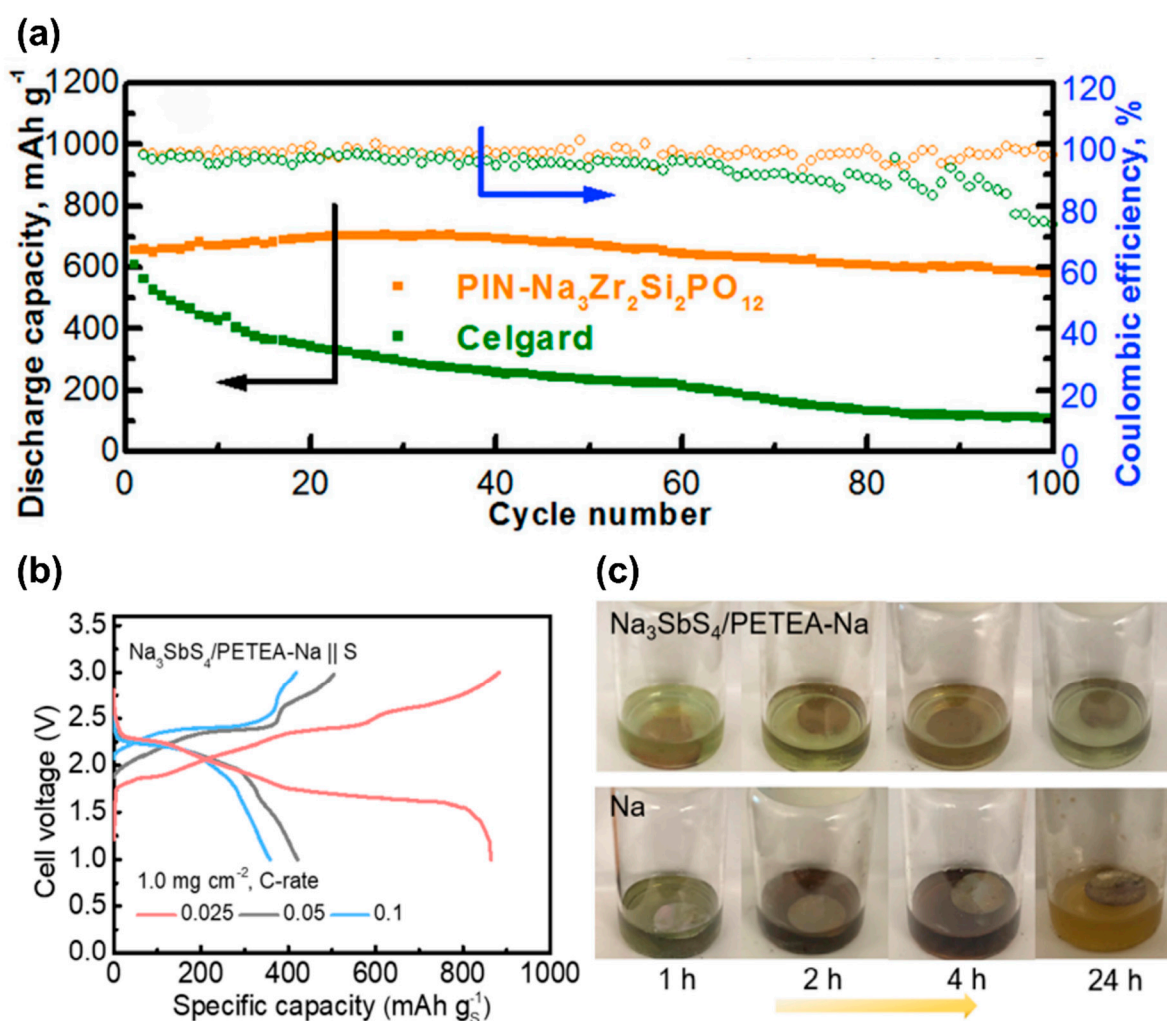 (a)
Discharge capacity, mAh g⁻¹
1200
1000
800
600
400
200
0
120
100
80
60
40
20
0
Coulombic efficiency, %
PIN-Na₃Zr₂Si₂PO₁₂
Celgard
0 20 40 60 80 100
Cycle number
(b)
Cell voltage (V)
3.5
3.0
2.5
2.0
1.5
1.0
0.5
0.0
Na₃SbS₄/PETEA-Na || S
1.0 mg cm⁻², C-rate
0.025 0.05 0.1
0 200 400 600 800 1000
Specific capacity (mAh g⁻¹ₛ)
(c)
Na₃SbS₄/PETEA-Na
Na
1 h 2 h 4 h 24 h